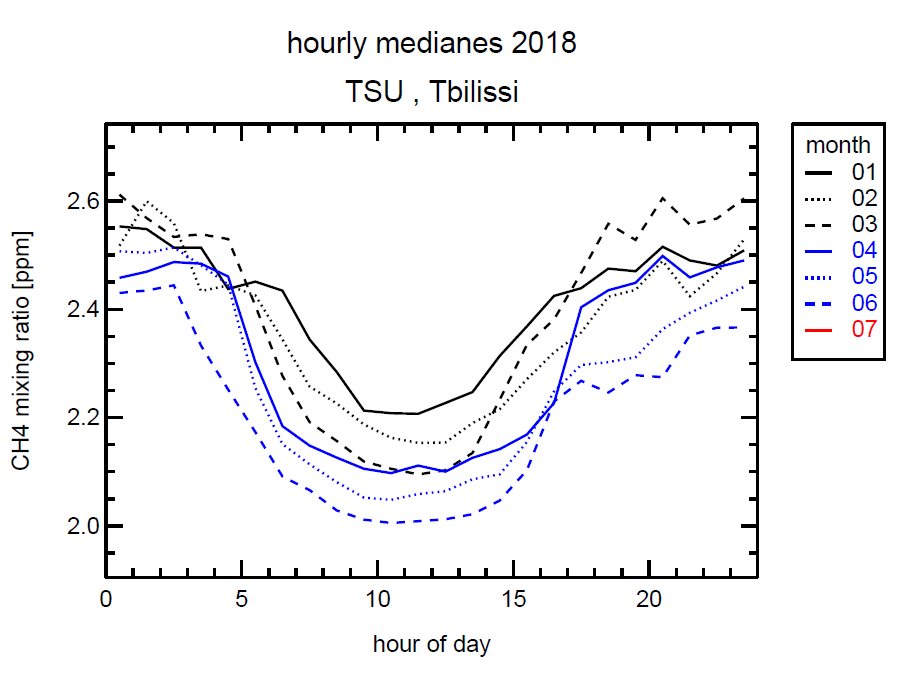 hourly medianes 2018
TSU , Tbilissi
CH4 mixing ratio [ppm]
2.6
2.4
2.2
2.0
0 5 10 15 20
hour of day
month
01
02
03
04
05
06
07